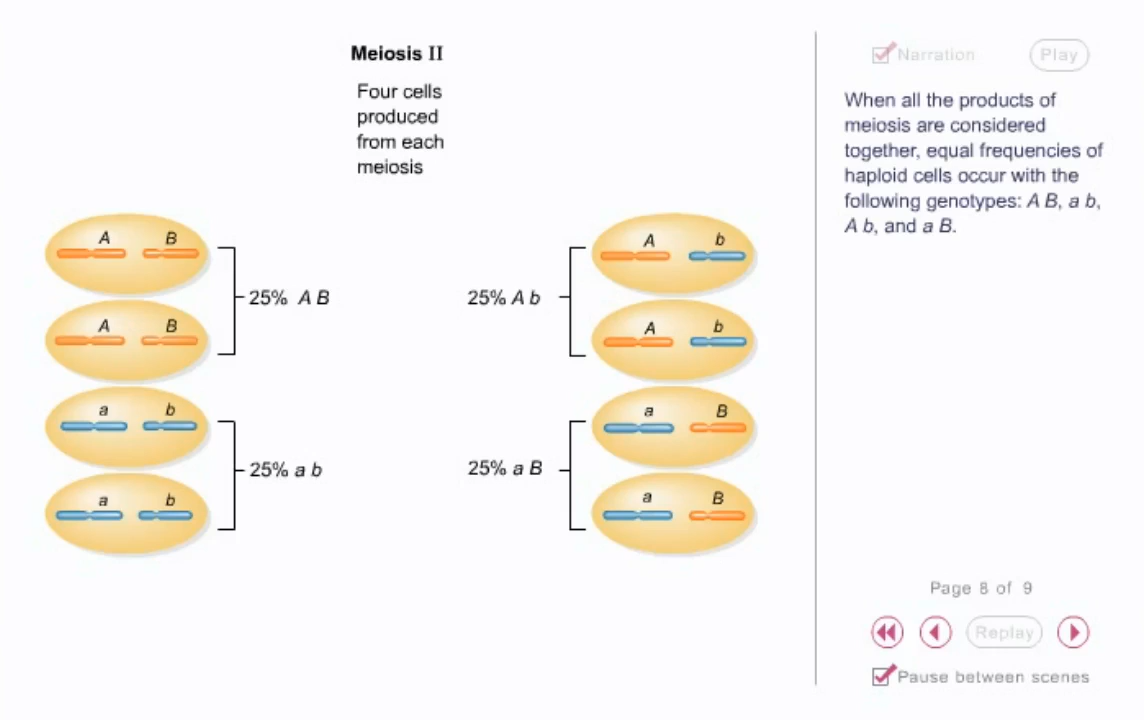 Meiosis II
Four cells
produced
from each
meiosis
A B
A B
25% A B
a b
a b
25% a b
A b
A b
25% A b
a B
a B
25% a B
Narration
Play
When all the products of
meiosis are considered
together, equal frequencies of
haploid cells occur with the
following genotypes: A B, a b,
A b, and a B.
Page 8 of 9
Replay
Pause between scenes